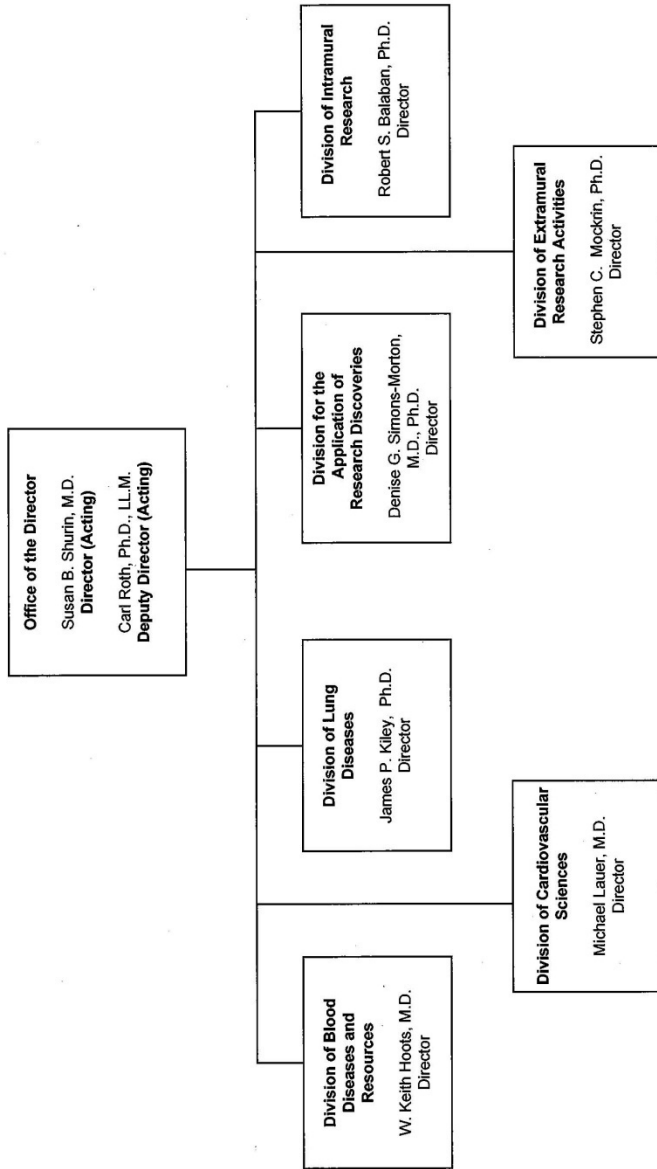 Office of the Director
Susan B. Shurin, M.D.
Director (Acting)
Carl Roth, Ph.D., LL.M.
Deputy Director (Acting)
Division of Blood
Diseases and
Resources
W. Keith Hoots, M.D.
Director
Division of Lung
Diseases
James P. Kiley, Ph.D.
Director
Division for the
Application of
Research Discoveries
Denise G. Simons-Morton,
M.D., Ph.D.
Director
Division of Intramural
Research
Robert S. Balaban, Ph.D.
Director
Division of Cardiovascular
Sciences
Michael Lauer, M.D.
Director
Division of Extramural
Research Activities
Stephen C. Mockrin, Ph.D.
Director